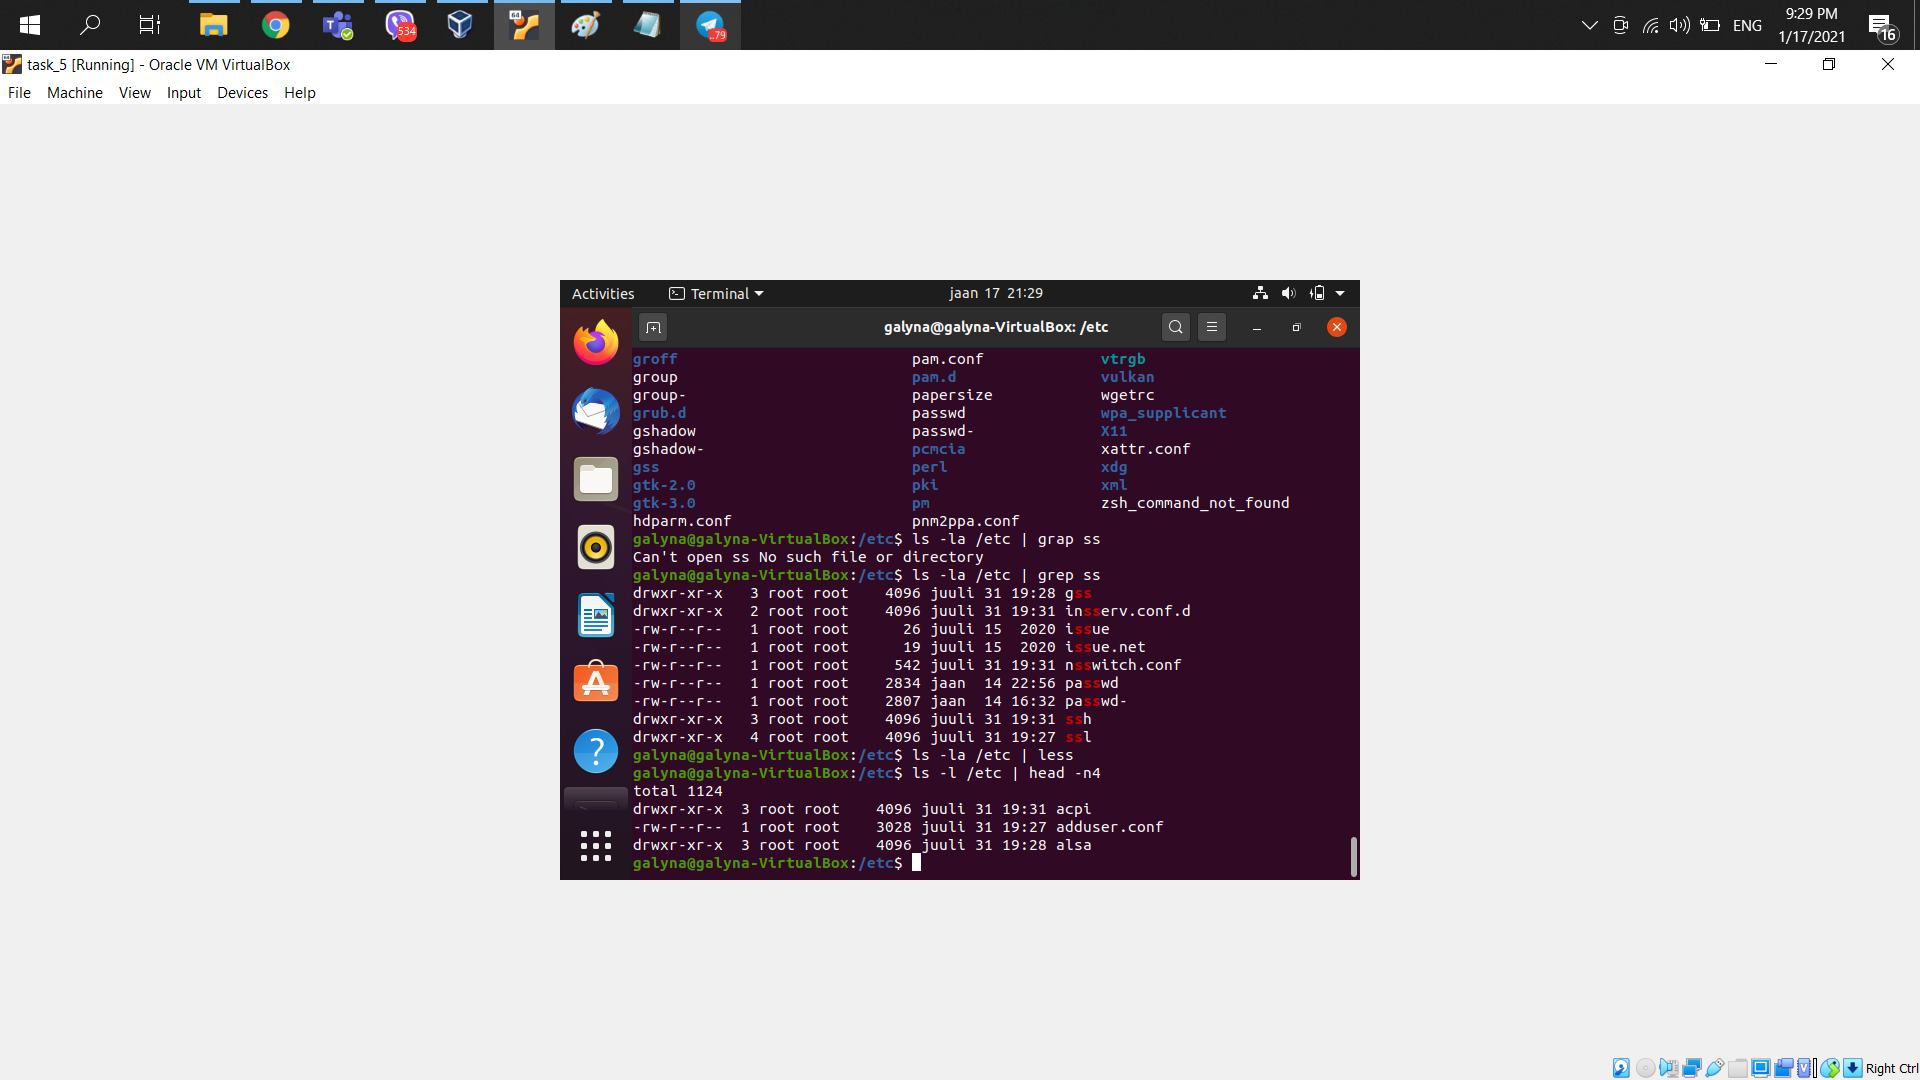 64
534
..79
ENG
9:29 PM
1/17/2021
16
task_5 [Running] - Oracle VM VirtualBox
File Machine View Input Devices Help
Activities Terminal jaan 17 21:29
galyna@galyna-VirtualBox: /etc
groff pam.conf vtrgb
group pam.d vulkan
group- papersize wgetrc
grub.d passwd wpa_supplicant
gshadow passwd- X11
gshadow- pcmcia xattr.conf
gss perl xdg
gtk-2.0 pki xml
gtk-3.0 pm zsh_command_not_found
hdparm.conf pnm2ppa.conf
galyna@galyna-VirtualBox:/etc$ ls -la /etc | grap ss
Can't open ss No such file or directory
galyna@galyna-VirtualBox:/etc$ ls -la /etc | grep ss
drwxr-xr-x 3 root root 4096 juuli 31 19:28 gss
drwxr-xr-x 2 root root 4096 juuli 31 19:31 insserv.conf.d
-rw-r--r-- 1 root root 26 juuli 15 2020 issue
-rw-r--r-- 1 root root 19 juuli 15 2020 issue.net
-rw-r--r-- 1 root root 542 juuli 31 19:31 nsswitch.conf
-rw-r--r-- 1 root root 2834 jaan 14 22:56 passwd
-rw-r--r-- 1 root root 2807 jaan 14 16:32 passwd-
drwxr-xr-x 3 root root 4096 juuli 31 19:31 ssh
drwxr-xr-x 4 root root 4096 juuli 31 19:27 ssl
galyna@galyna-VirtualBox:/etc$ ls -la /etc | less
galyna@galyna-VirtualBox:/etc$ ls -l /etc | head -n4
total 1124
drwxr-xr-x 3 root root 4096 juuli 31 19:31 acpi
-rw-r--r-- 1 root root 3028 juuli 31 19:27 adduser.conf
drwxr-xr-x 3 root root 4096 juuli 31 19:28 alsa
galyna@galyna-VirtualBox:/etc$
Right Ctrl